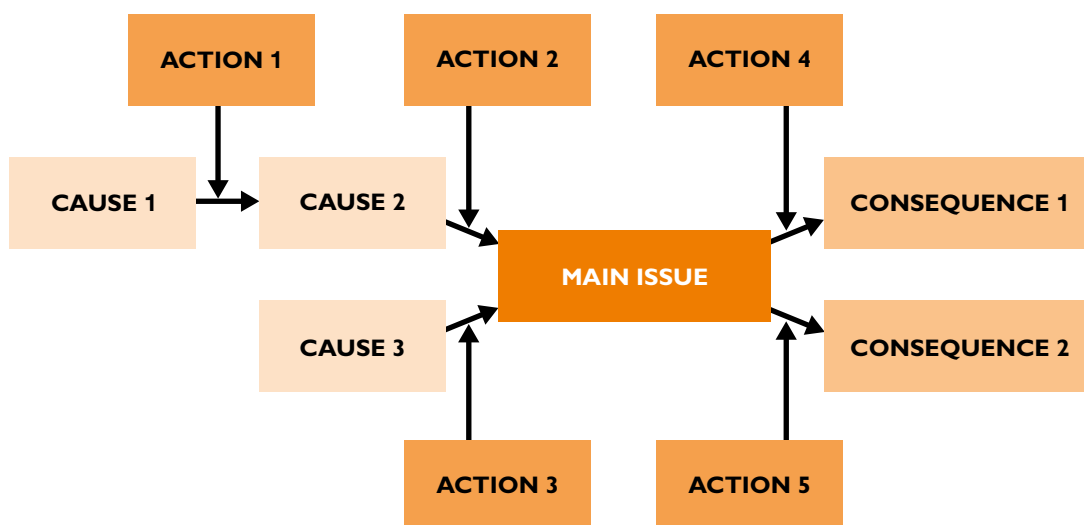 ACTION 1
ACTION 2
ACTION 4
CAUSE 1
CAUSE 2
CONSEQUENCE 1
MAIN ISSUE
CAUSE 3
CONSEQUENCE 2
ACTION 3
ACTION 5